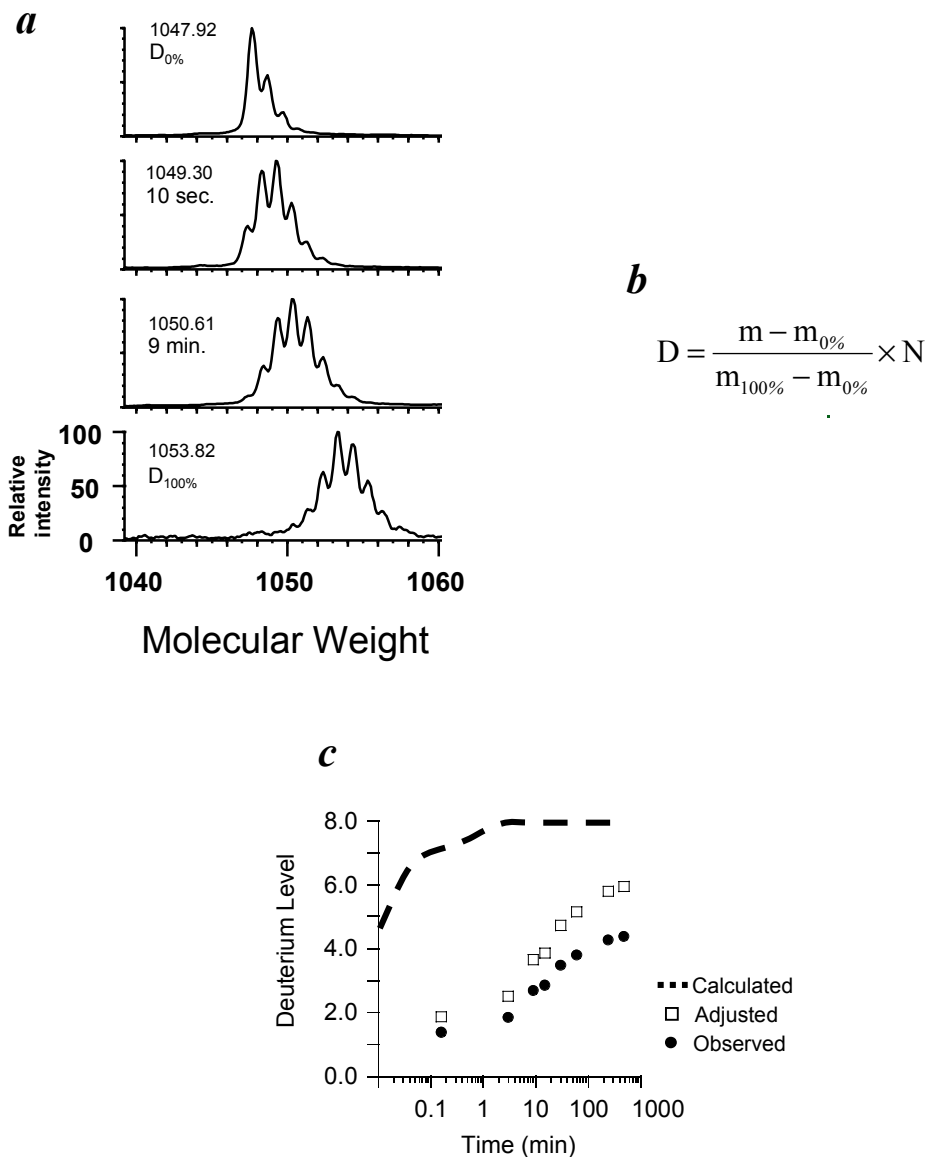 a
1047.92
D0%
1049.30
10 sec.
1050.61
9 min.
1053.82
D100%
Relative
intensity
100
50
0
1040 1050 1060
Molecular Weight
b
D = (m − m0%) / (m100% − m0%) × N
c
Deuterium Level
8.0
6.0
4.0
2.0
0.0
0.1 1 10 100 1000
Time (min)
Calculated
Adjusted
Observed